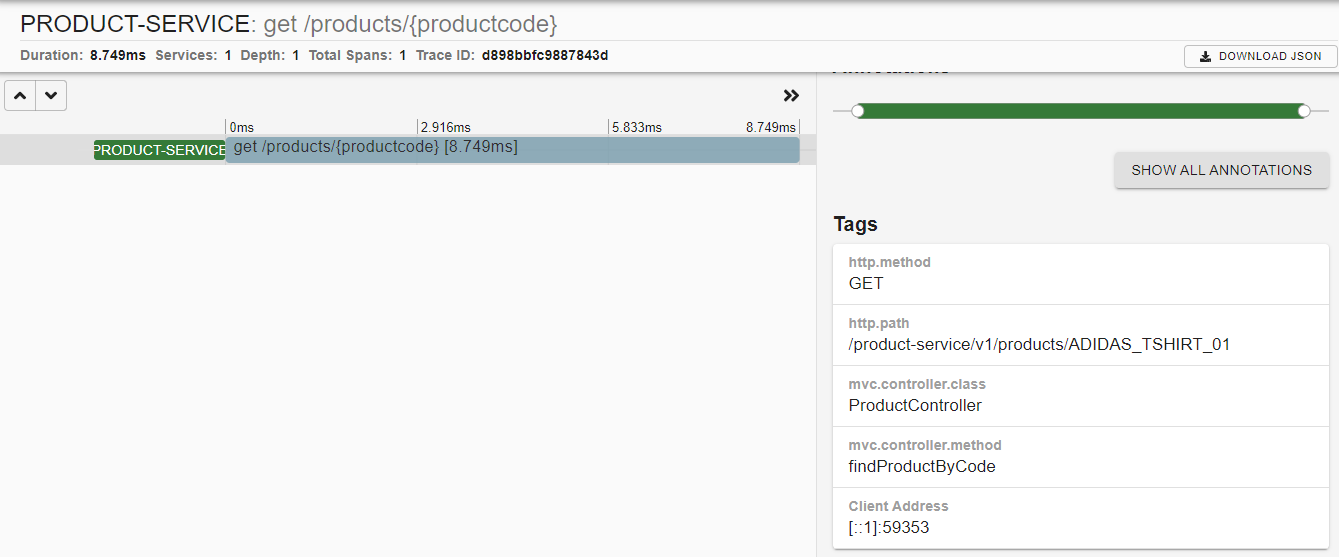 PRODUCT-SERVICE: get /products/{productcode}
Duration: 8.749ms Services: 1 Depth: 1 Total Spans: 1 Trace ID: d898bbfc9887843d
DOWNLOAD JSON
Annotations
0ms 2.916ms 5.833ms 8.749ms
PRODUCT-SERVICE get /products/{productcode} [8.749ms]
SHOW ALL ANNOTATIONS
Tags
http.method
GET
http.path
/product-service/v1/products/ADIDAS_TSHIRT_01
mvc.controller.class
ProductController
mvc.controller.method
findProductByCode
Client Address
[::1]:59353